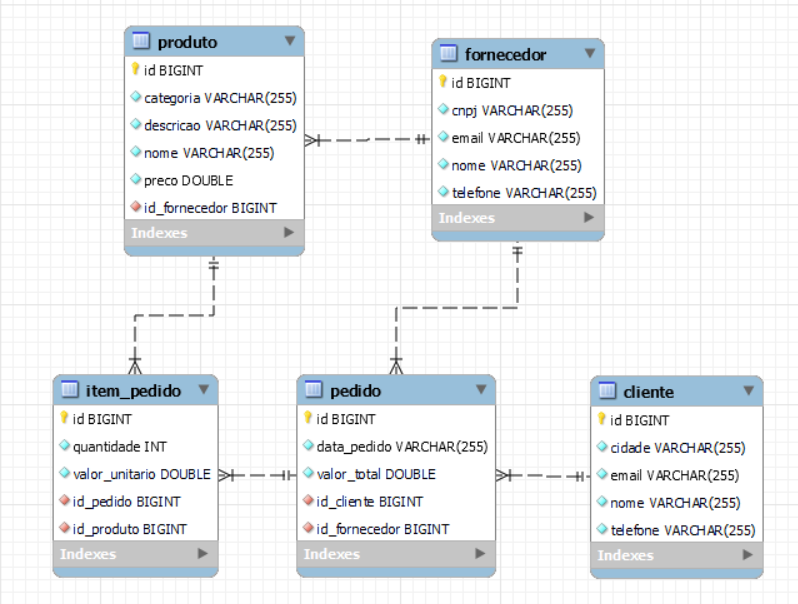 produto
id BIGINT
categoria VARCHAR(255)
descricao VARCHAR(255)
nome VARCHAR(255)
preco DOUBLE
id_fornecedor BIGINT
Indexes
fornecedor
id BIGINT
cnpj VARCHAR(255)
email VARCHAR(255)
nome VARCHAR(255)
telefone VARCHAR(255)
Indexes
item_pedido
id BIGINT
quantidade INT
valor_unitario DOUBLE
id_pedido BIGINT
id_produto BIGINT
Indexes
pedido
id BIGINT
data_pedido VARCHAR(255)
valor_total DOUBLE
id_cliente BIGINT
id_fornecedor BIGINT
Indexes
cliente
id BIGINT
cidade VARCHAR(255)
email VARCHAR(255)
nome VARCHAR(255)
telefone VARCHAR(255)
Indexes